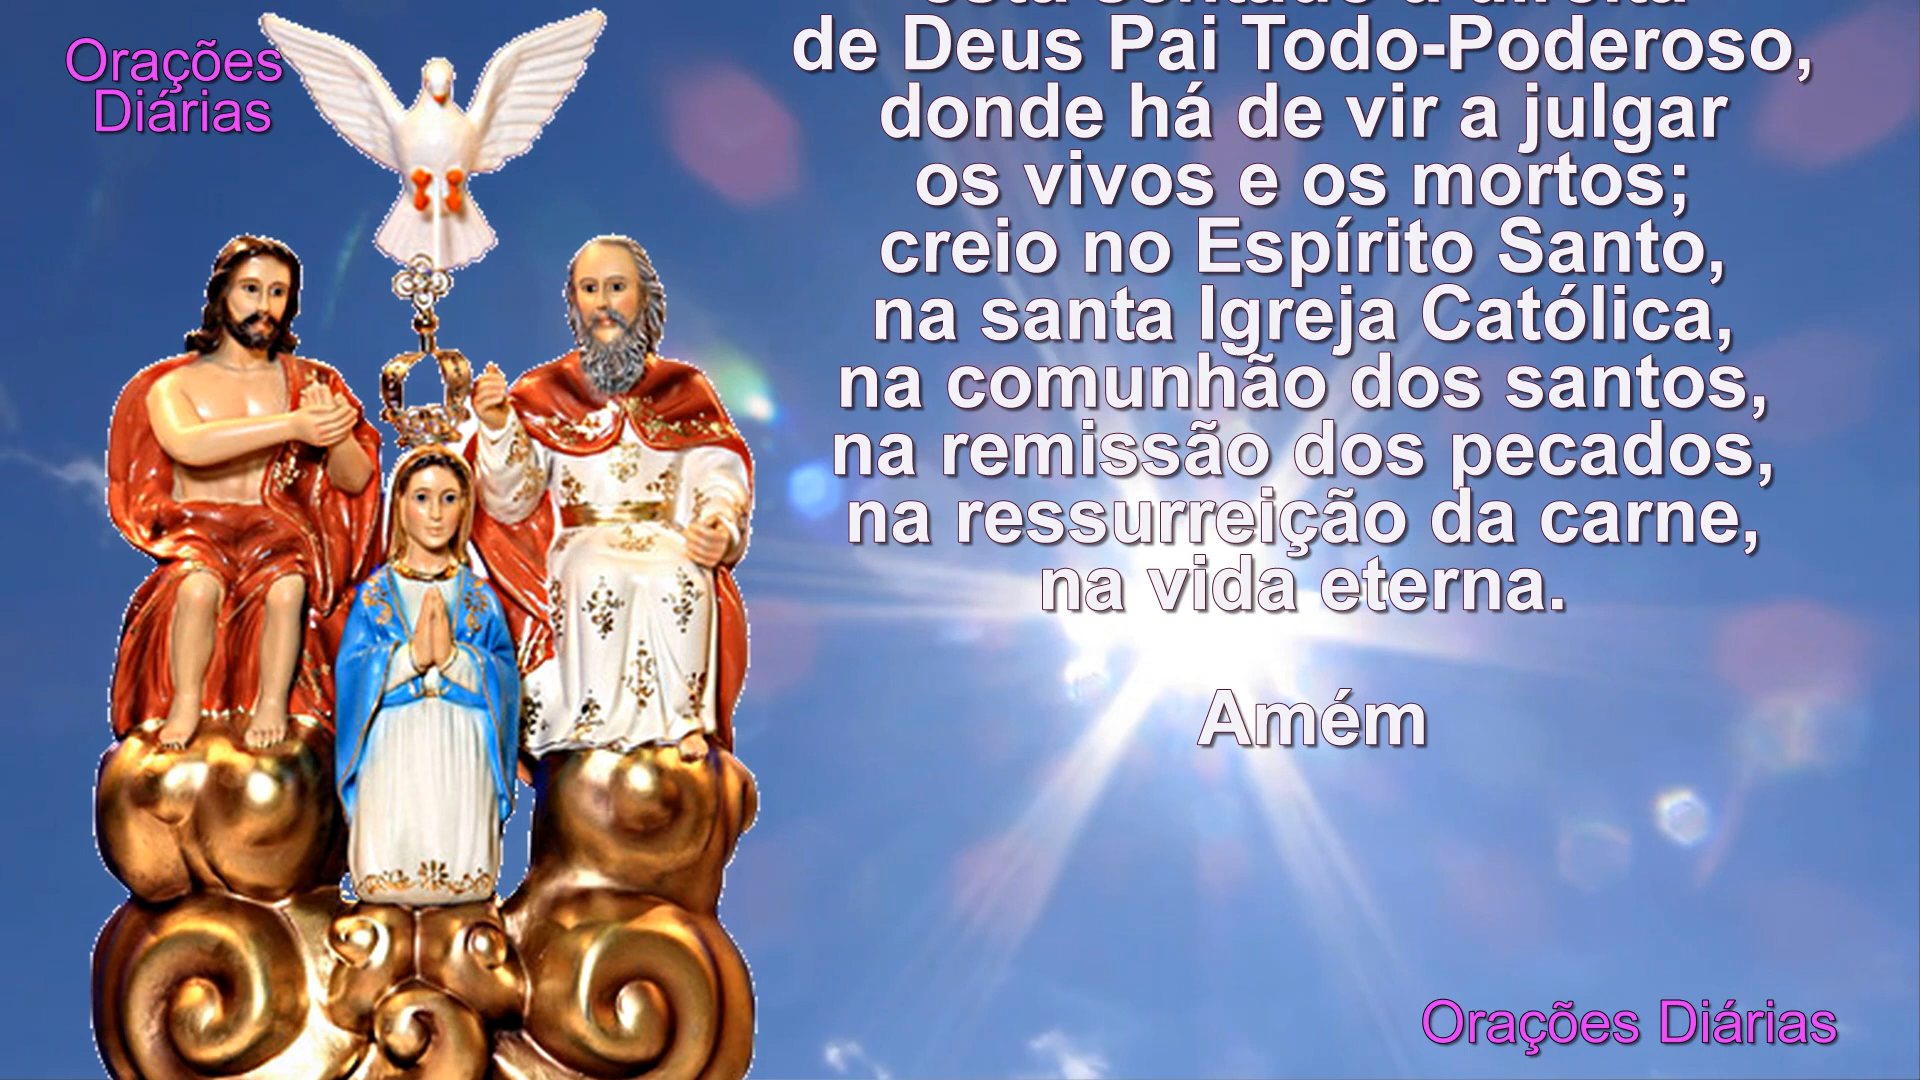 Orações
Diárias
de Deus Pai Todo-Poderoso,
donde há de vir a julgar
os vivos e os mortos;
creio no Espírito Santo,
na santa Igreja Católica,
na comunhão dos santos,
na remissão dos pecados,
na ressurreição da carne,
na vida eterna.
Amém
Orações Diárias